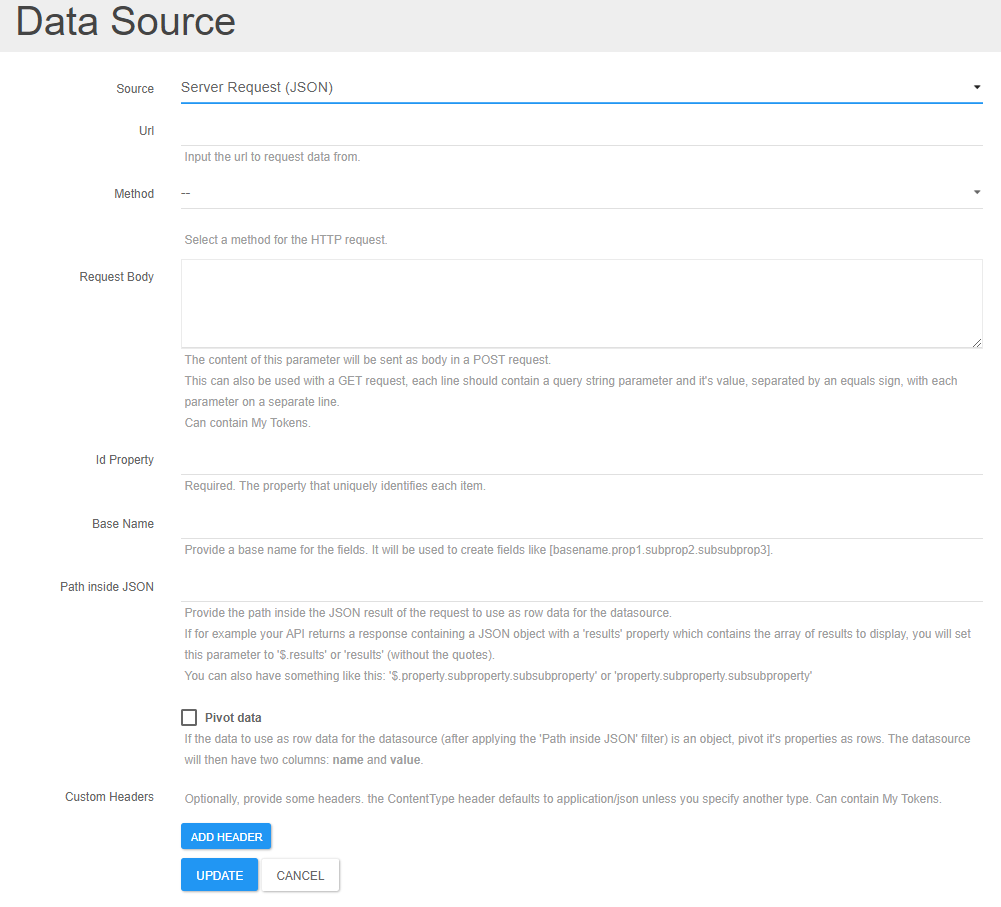 Data Source
Source
Server Request (JSON)
Url
Input the url to request data from.
Method
--
Select a method for the HTTP request.
Request Body
The content of this parameter will be sent as body in a POST request.
This can also be used with a GET request, each line should contain a query string parameter and it's value, separated by an equals sign, with each
parameter on a separate line.
Can contain My Tokens.
Id Property
Required. The property that uniquely identifies each item.
Base Name
Provide a base name for the fields. It will be used to create fields like [basename.prop1.subprop2.subsubprop3].
Path inside JSON
Provide the path inside the JSON result of the request to use as row data for the datasource.
If for example your API returns a response containing a JSON object with a 'results' property which contains the array of results to display, you will set
this parameter to '$.results' or 'results' (without the quotes).
You can also have something like this: '$.property.subproperty.subsubproperty' or 'property.subproperty.subsubproperty'
Pivot data
If the data to use as row data for the datasource (after applying the 'Path inside JSON' filter) is an object, pivot it's properties as rows. The datasource
will then have two columns: name and value.
Custom Headers
Optionally, provide some headers. the ContentType header defaults to application/json unless you specify another type. Can contain My Tokens.
ADD HEADER
UPDATE
CANCEL